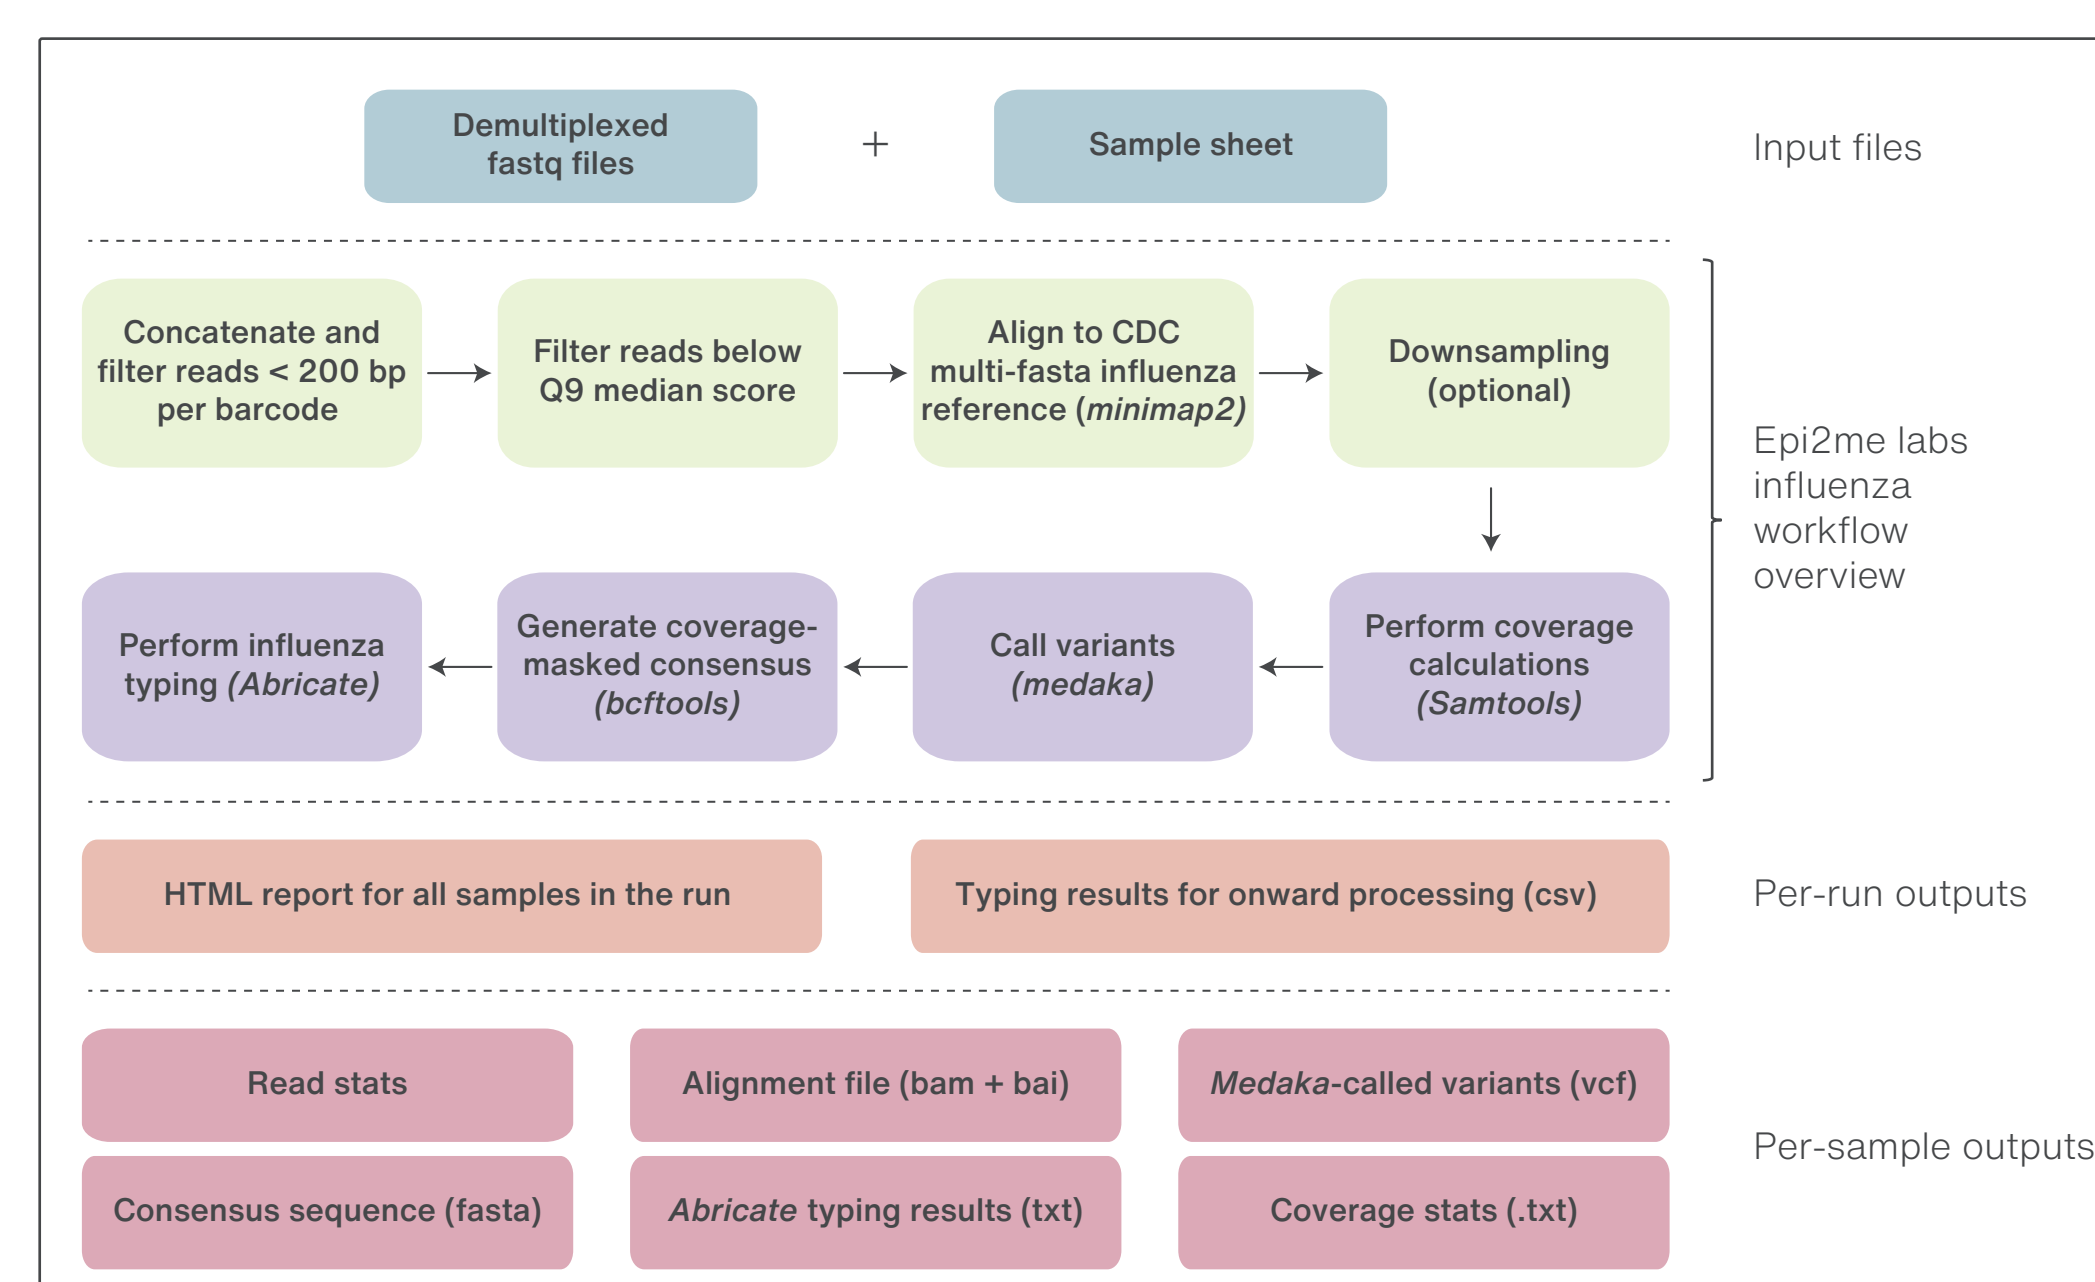 Demultiplexed
fastq files
+
Sample sheet
Input files
Concatenate and
filter reads < 200 bp
per barcode
Filter reads below
Q9 median score
Align to CDC
multi-fasta influenza
reference (minimap2)
Downsampling
(optional)
Epi2me labs
influenza
workflow
overview
Perform influenza
typing (Abricate)
Generate coverage-
masked consensus
(bcftools)
Call variants
(medaka)
Perform coverage
calculations
(Samtools)
HTML report for all samples in the run
Typing results for onward processing (csv)
Per-run outputs
Read stats
Alignment file (bam + bai)
Medaka-called variants (vcf)
Per-sample outputs
Consensus sequence (fasta)
Abricate typing results (txt)
Coverage stats (.txt)